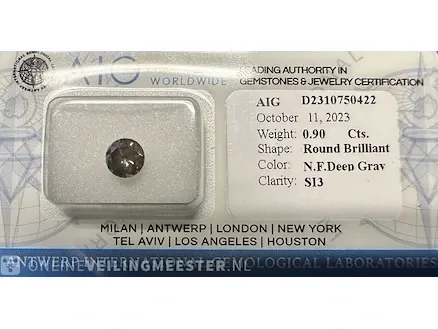 AIG
WORLDWIDE
LEADING AUTHORITY IN
GEMSTONES & JEWELRY CERTIFICATION
AIG D2310750422
October 11, 2023
Weight: 0.90 Cts.
Shape: Round Brilliant
Color: N.F.Deep Gray
Clarity: SI3
MILAN | ANTWERP | LONDON | NEW YORK
TEL AVIV | LOS ANGELES | HOUSTON
ANTWERP INTERNATIONAL GEMOLOGICAL LABORATORIES
ONLINEVEILINGMEESTER.NL